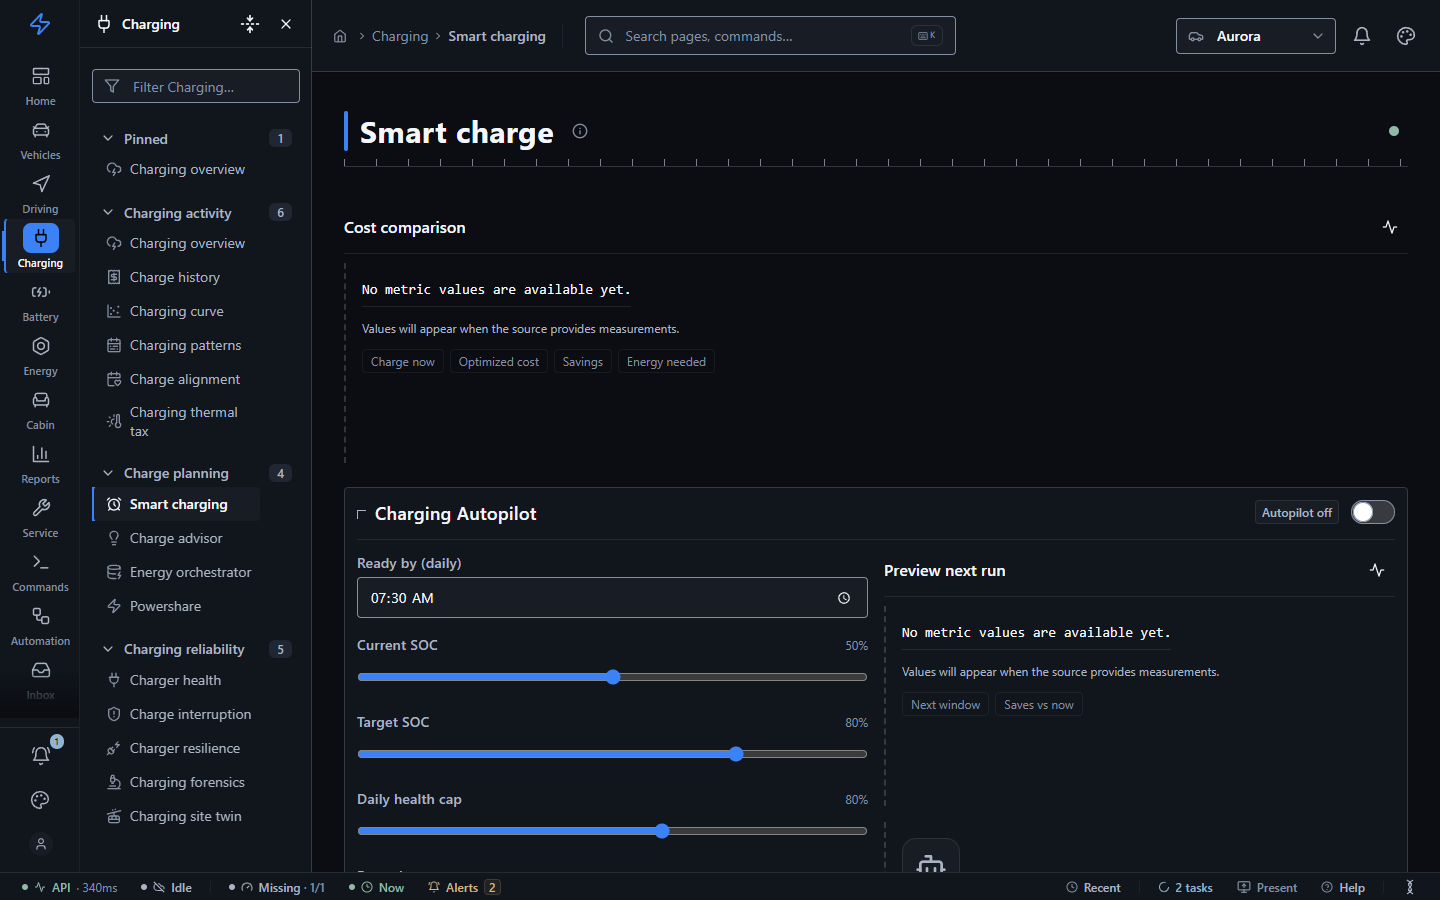 Charging
Charging
Smart charging
Search pages, commands...
K
Aurora
Home
Vehicles
Driving
Charging
Battery
Energy
Cabin
Reports
Service
Commands
Automation
Inbox
1
Filter Charging...
Pinned
1
Charging overview
Charging activity
6
Charging overview
Charge history
Charging curve
Charging patterns
Charge alignment
Charging thermal
tax
Charge planning
4
Smart charging
Charge advisor
Energy orchestrator
Powershare
Charging reliability
5
Charger health
Charge interruption
Charger resilience
Charging forensics
Charging site twin
Smart charge
Cost comparison
No metric values are available yet.
Values will appear when the source provides measurements.
Charge now
Optimized cost
Savings
Energy needed
Charging Autopilot
Autopilot off
Ready by (daily)
07:30 AM
Current SOC
50%
Target SOC
80%
Daily health cap
80%
Preview next run
No metric values are available yet.
Values will appear when the source provides measurements.
Next window
Saves vs now
API · 340ms
Idle
Missing · 1/1
Now
Alerts 2
Recent
2 tasks
Present
Help